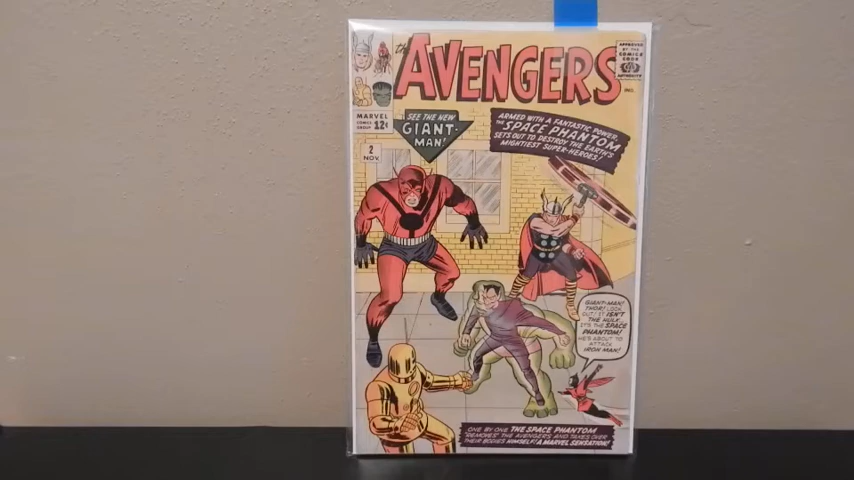 the AVENGERS
INC.
APPROVED
BY THE
COMICS
CODE
AUTHORITY
MARVEL
COMICS
GROUP
12¢
2
NOV.
SEE THE NEW
GIANT-
MAN!
ARMED WITH A FANTASTIC POWER,
THE SPACE PHANTOM
SETS OUT TO DESTROY THE EARTH'S
MIGHTIEST SUPER-HEROES!
GIANT-MAN!
THOR! LOOK
OUT! IT ISN'T
THE HULK...
IT'S THE SPACE
PHANTOM!
HE'S ABOUT TO
ATTACK
IRON MAN!
ONE BY ONE THE SPACE PHANTOM
"REMOVES" THE AVENGERS AND TAKES OVER
THEIR BODIES HIMSELF! A MARVEL SENSATION!